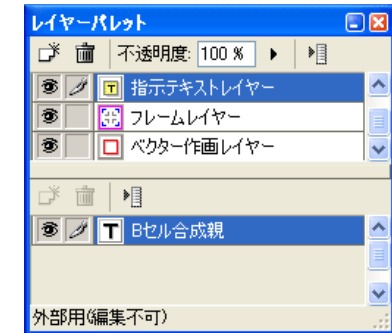 レイヤーパレット
不透明度: 100 %
T 指示テキストレイヤー
フレームレイヤー
ベクター作画レイヤー
T Bセル合成親
外部用(編集不可)